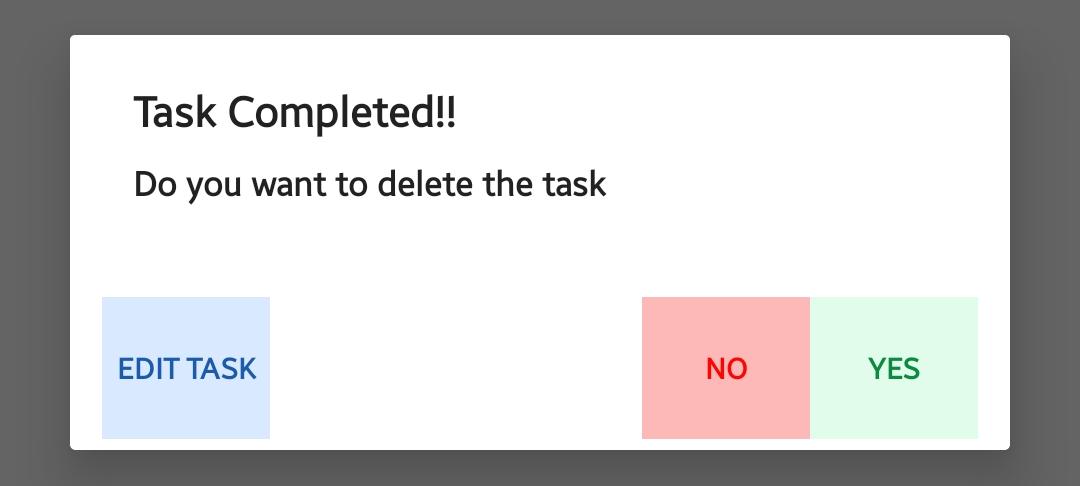 Task Completed!!
Do you want to delete the task
EDIT TASK
NO
YES